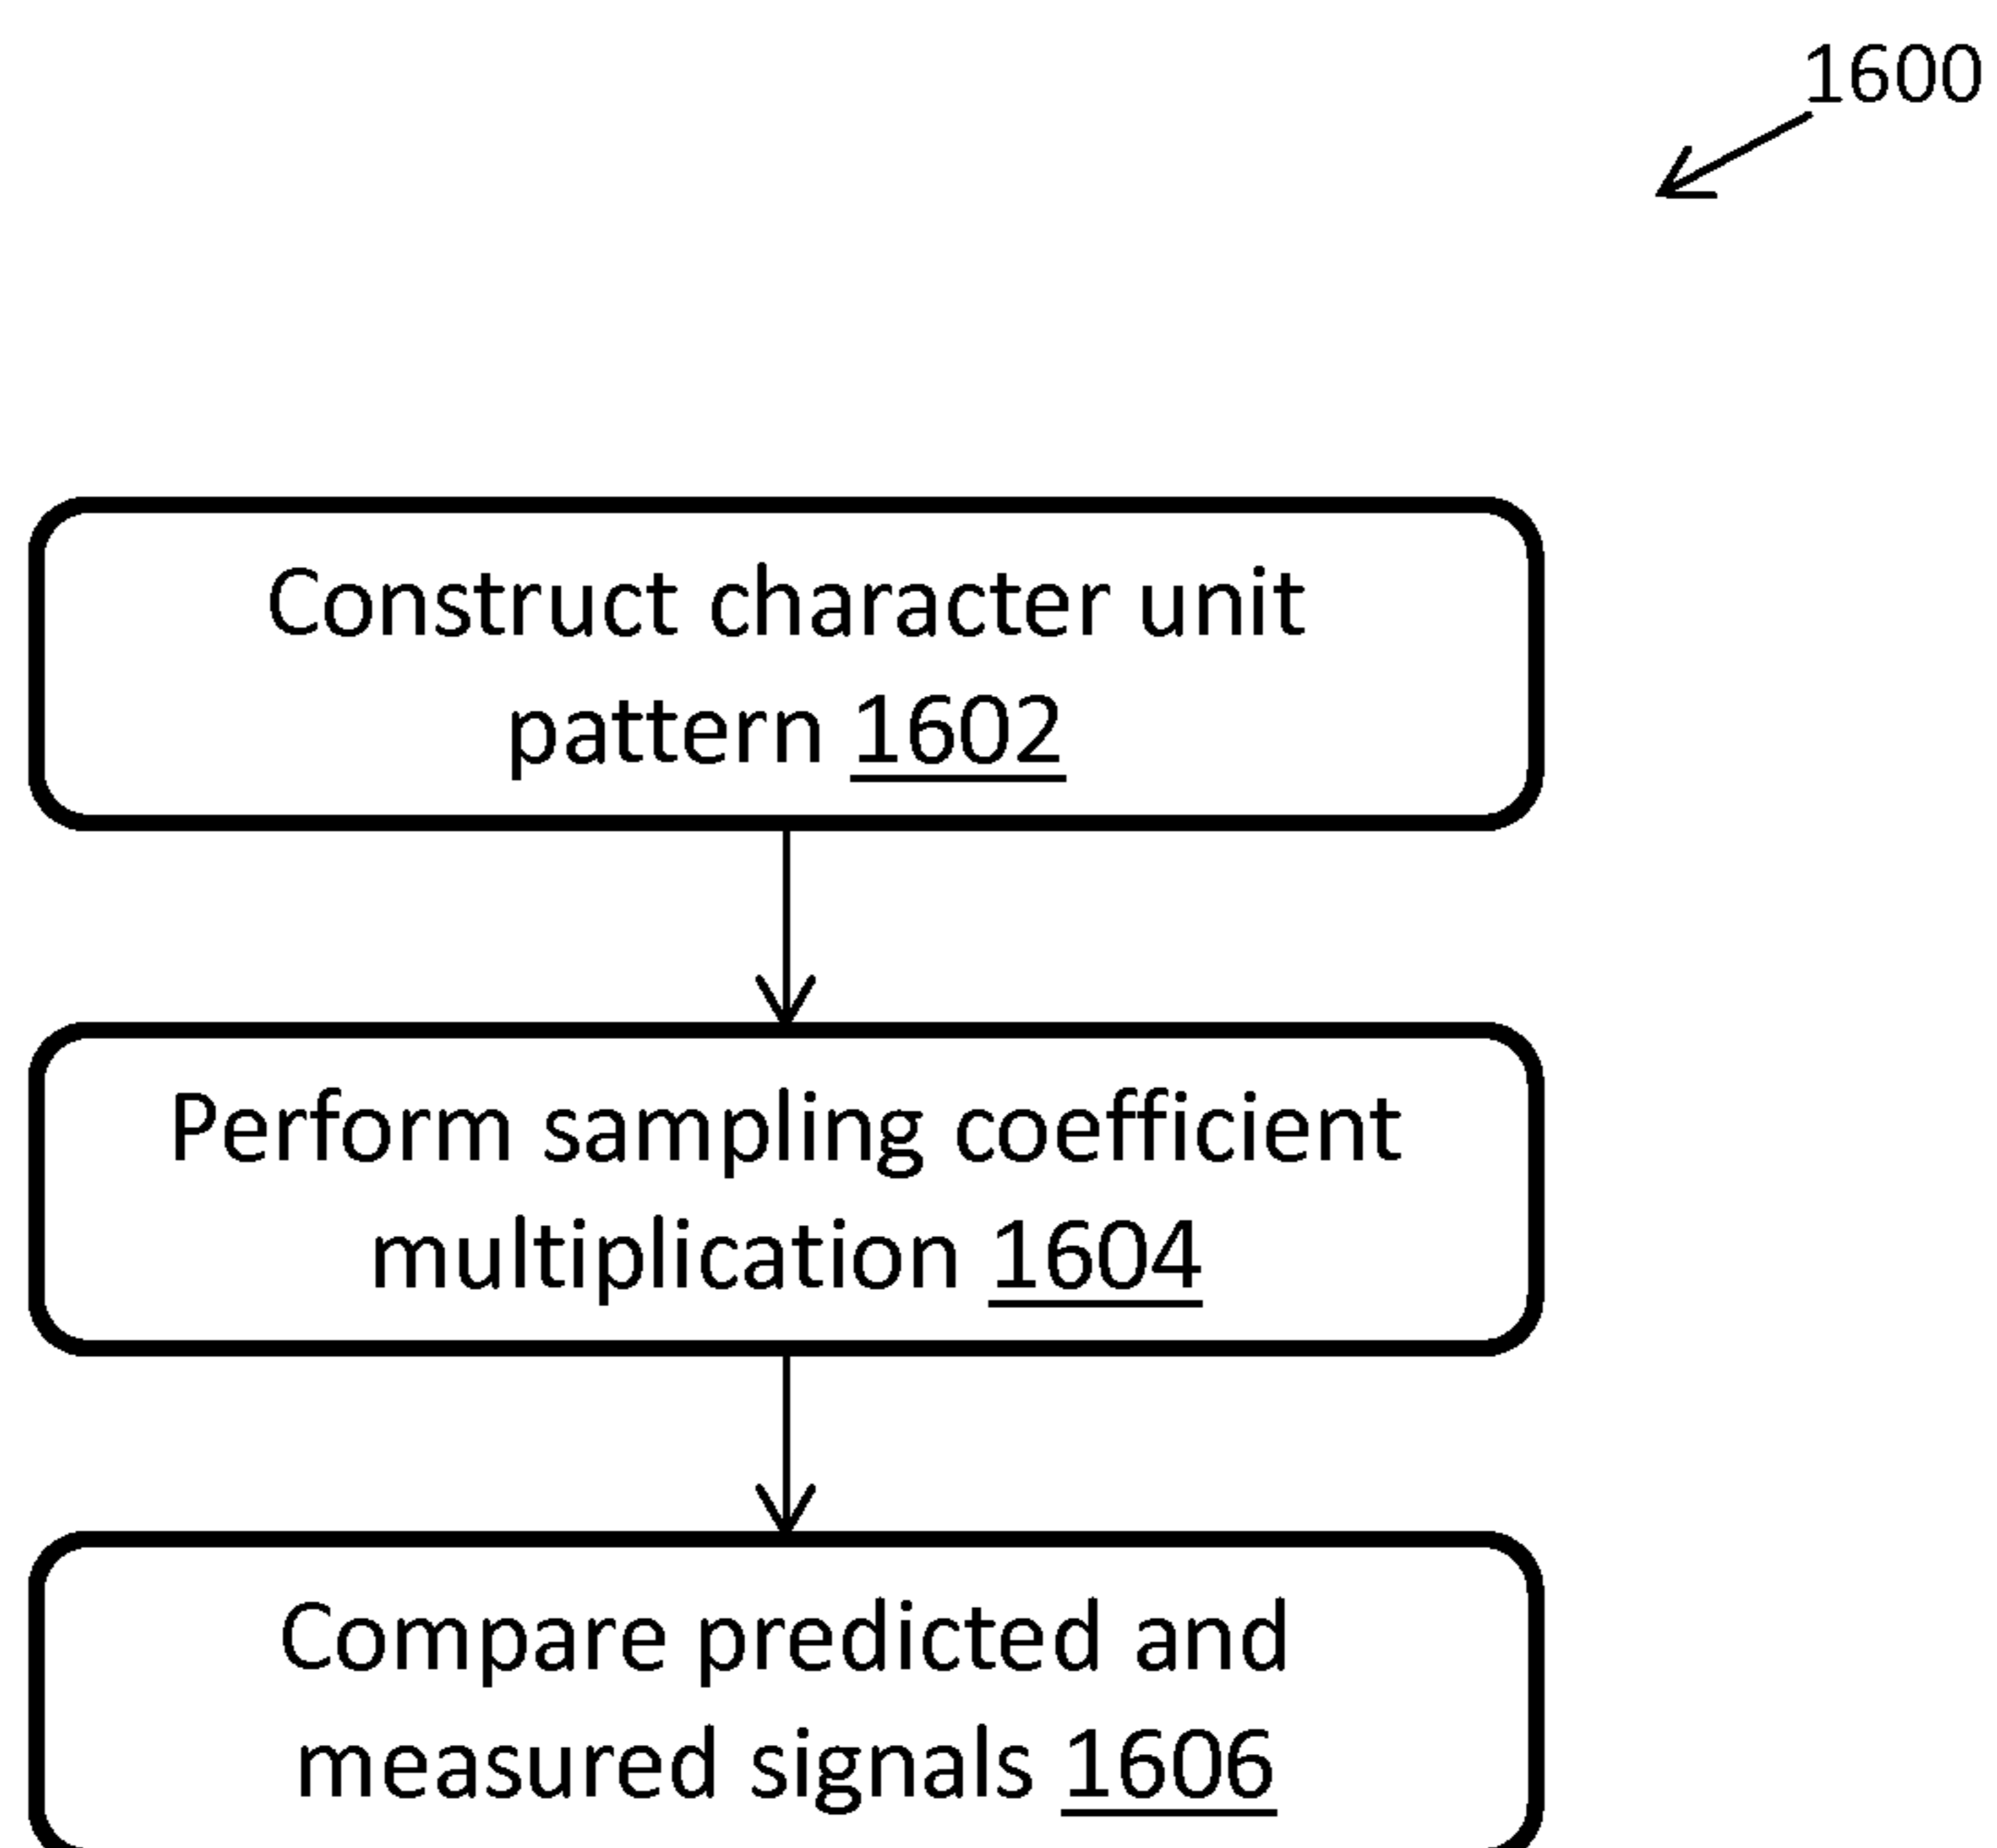 1600
Construct character unit
pattern 1602
Perform sampling coefficient
multiplication 1604
Compare predicted and
measured signals 1606